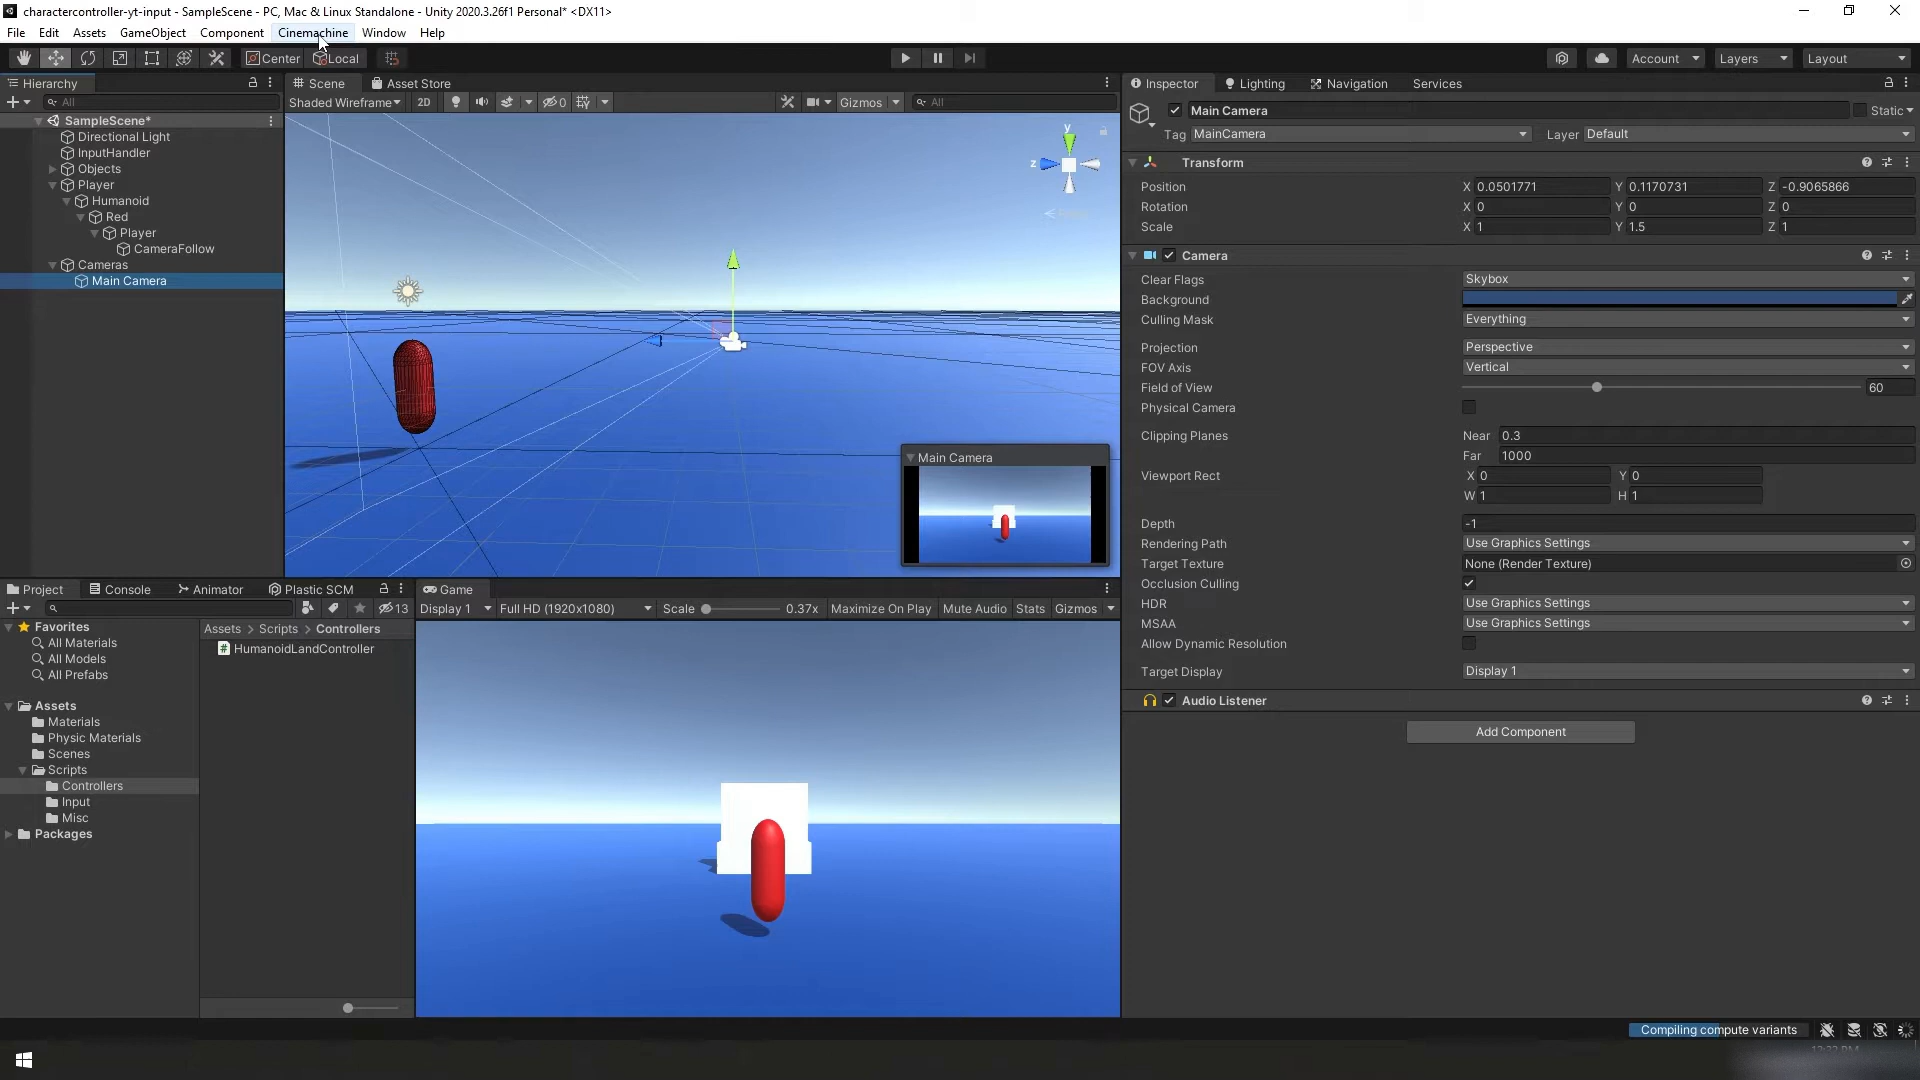 charactercontroller-yt-input - SampleScene - PC, Mac & Linux Standalone - Unity 2020.3.26f1 Personal* <DX11>
File Edit Assets GameObject Component Cinemachine Window Help
Center Local Account Layers Layout
Hierarchy
All
SampleScene*
Directional Light
InputHandler
Objects
Player
Humanoid
Red
Player
CameraFollow
Cameras
Main Camera
Scene Asset Store
Shaded Wireframe 2D 0 Gizmos All
y
z
Main Camera
Inspector Lighting Navigation Services
Main Camera Static
Tag MainCamera Layer Default
Transform
Position X 0.0501771 Y 0.1170731 Z -0.9065866
Rotation X 0 Y 0 Z 0
Scale X 1 Y 1.5 Z 1
Camera
Clear Flags Skybox
Background
Culling Mask Everything
Projection Perspective
FOV Axis Vertical
Field of View 60
Physical Camera
Clipping Planes Near 0.3
Far 1000
Viewport Rect X 0 Y 0
W 1 H 1
Depth -1
Rendering Path Use Graphics Settings
Target Texture None (Render Texture)
Occlusion Culling
HDR Use Graphics Settings
MSAA Use Graphics Settings
Allow Dynamic Resolution
Target Display Display 1
Audio Listener
Add Component
Project Console Animator Plastic SCM
13
Favorites
All Materials
All Models
All Prefabs
Assets
Materials
Physic Materials
Scenes
Scripts
Controllers
Input
Misc
Packages
Assets > Scripts > Controllers
HumanoidLandController
Game
Display 1 Full HD (1920x1080) Scale 0.37x Maximize On Play Mute Audio Stats Gizmos
Compiling compute variants